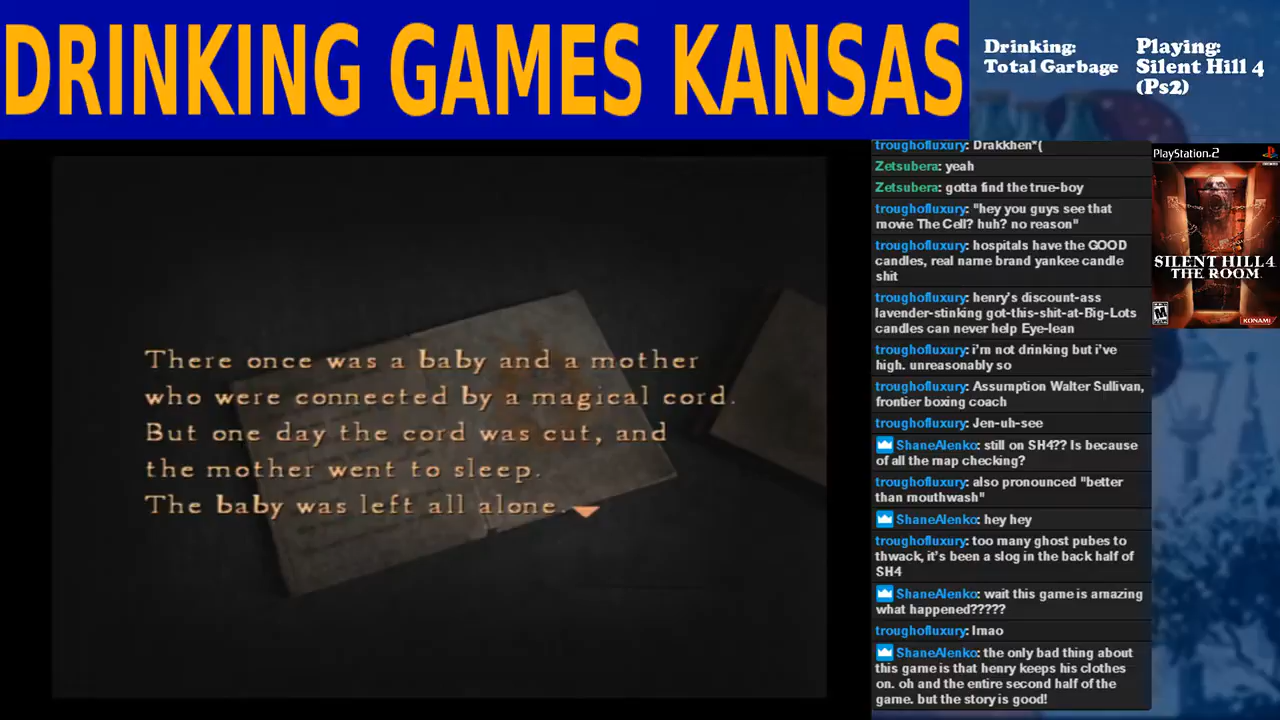 DRINKING GAMES KANSAS
Drinking:
Total Garbage
Playing:
Silent Hill 4
(Ps2)
troughofluxury: Drakkhen*(
Zetsubera: yeah
Zetsubera: gotta find the true-boy
troughofluxury: "hey you guys see that
movie The Cell? huh? no reason"
troughofluxury: hospitals have the GOOD
candles, real name brand yankee candle
shit
troughofluxury: henry's discount-ass
lavender-stinking got-this-shit-at-Big-Lots
candles can never help Eye-lean
troughofluxury: i'm not drinking but i've
high. unreasonably so
troughofluxury: Assumption Walter Sullivan,
frontier boxing coach
troughofluxury: Jen-uh-see
ShaneAlenko: still on SH4?? Is because
of all the map checking?
troughofluxury: also pronounced "better
than mouthwash"
ShaneAlenko: hey hey
troughofluxury: too many ghost pubes to
thwack, it's been a slog in the back half of
SH4
ShaneAlenko: wait this game is amazing
what happened?????
troughofluxury: lmao
ShaneAlenko: the only bad thing about
this game is that henry keeps his clothes
on. oh and the entire second half of the
game. but the story is good!
PlayStation.2
SILENT HILL 4
THE ROOM
M
KONAMI
There once was a baby and a mother
who were connected by a magical cord.
But one day the cord was cut, and
the mother went to sleep.
The baby was left all alone.